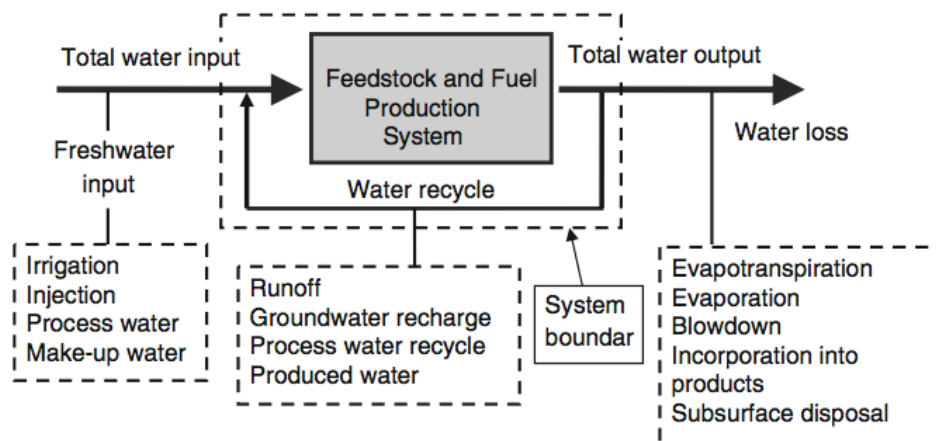 Total water input
Total water output
Feedstock and Fuel
Production
System
Freshwater
input
Water loss
Water recycle
Irrigation
Injection
Process water
Make-up water
Runoff
Groundwater recharge
Process water recycle
Produced water
System
boundar
Evapotranspiration
Evaporation
Blowdown
Incorporation into
products
Subsurface disposal